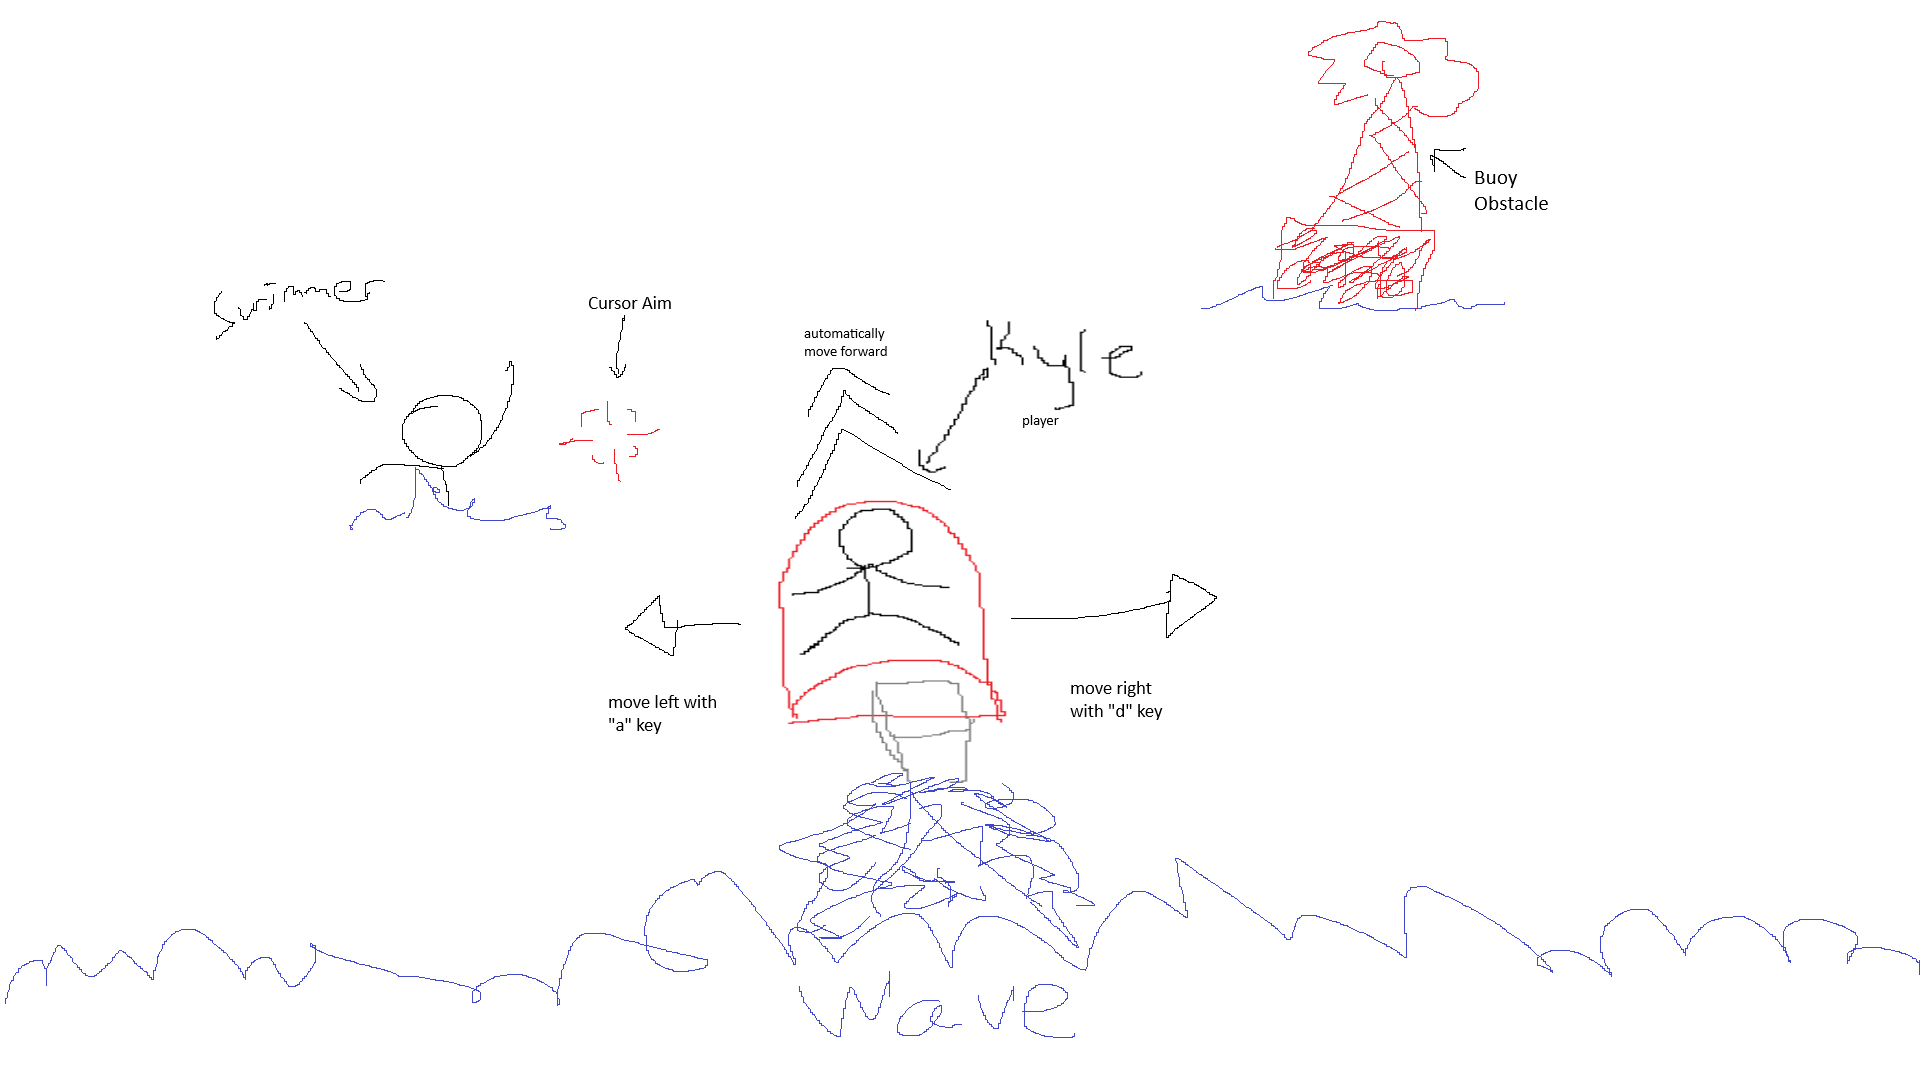 Buoy
Obstacle
Swimmer
Cursor Aim
automatically
move forward
Kyle
player
move left with
"a" key
move right
with "d" key
Wave